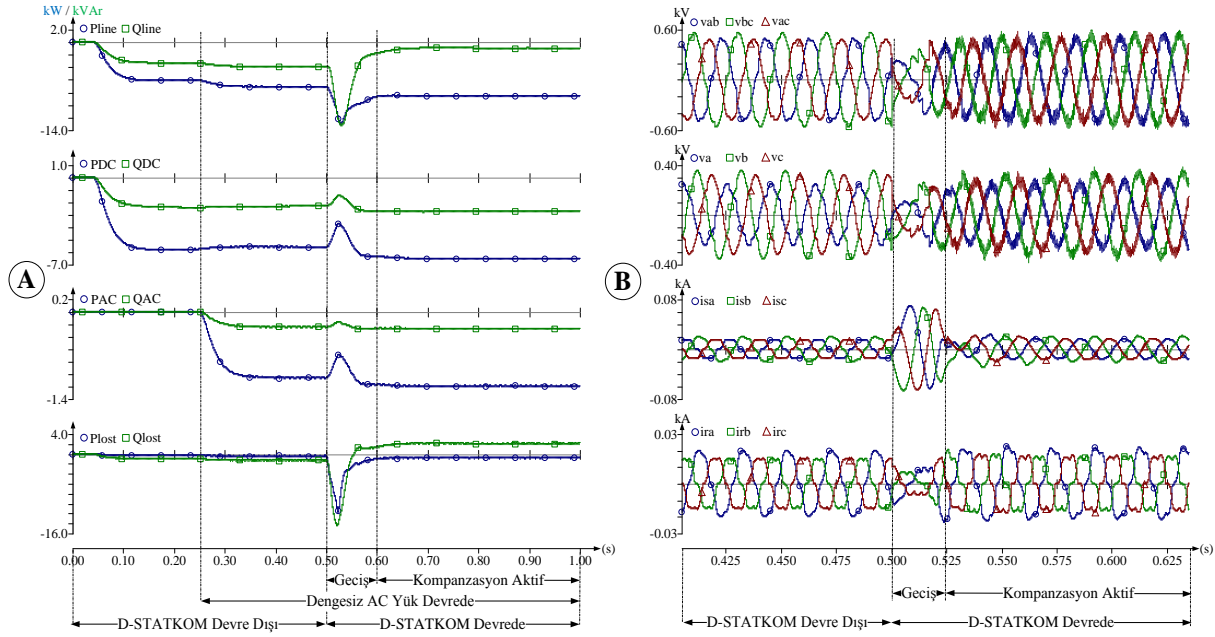 kW / kVAr
2.0
Pline Qline
-14.0
1.0
PDC QDC
-7.0
0.2
PAC QAC
-1.4
4.0
Plost Qlost
-16.0
A
0.00 0.10 0.20 0.30 0.40 0.50 0.60 0.70 0.80 0.90 1.00 (s)
Geciş Kompanzasyon Aktif
Dengesiz AC Yük Devrede
D-STATKOM Devre Dışı D-STATKOM Devrede
kV
0.60
vab vbc vac
-0.60
kV
0.40
va vb vc
-0.40
kA
0.08
isa isb isc
-0.08
kA
0.03
ira irb irc
-0.03
B
0.425 0.450 0.475 0.500 0.525 0.550 0.575 0.600 0.625 (s)
Geciş Kompanzasyon Aktif
D-STATKOM Devre Dışı D-STATKOM Devrede